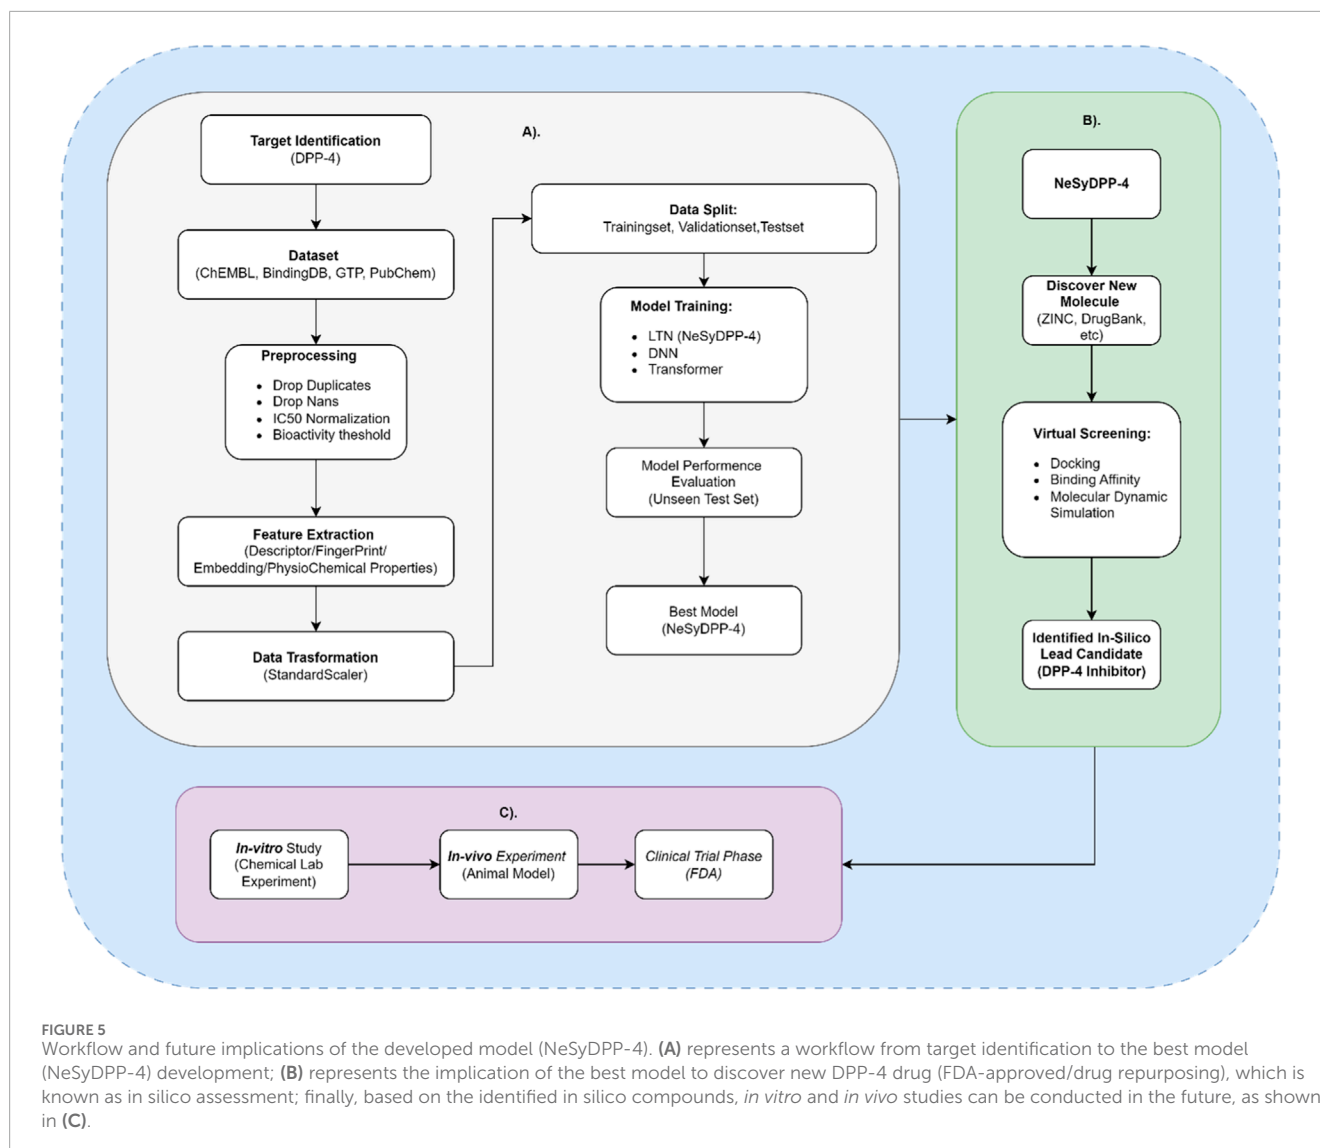 A).
Target Identification
(DPP-4)
Dataset
(ChEMBL, BindingDB, GTP, PubChem)
Preprocessing
• Drop Duplicates
• Drop Nans
• IC50 Normalization
• Bioactivity theshold
Feature Extraction
(Descriptor/FingerPrint/
Embedding/PhysioChemical Properties)
Data Trasformation
(StandardScaler)
Data Split:
Trainingset, Validationset,Testset
Model Training:
• LTN (NeSyDPP-4)
• DNN
• Transformer
Model Performence
Evaluation
(Unseen Test Set)
Best Model
(NeSyDPP-4)
B).
NeSyDPP-4
Discover New
Molecule
(ZINC, DrugBank,
etc)
Virtual Screening:
• Docking
• Binding Affinity
• Molecular Dynamic
Simulation
Identified In-Silico
Lead Candidate
(DPP-4 Inhibitor)
C).
In-vitro Study
(Chemical Lab
Experiment)
In-vivo Experiment
(Animal Model)
Clinical Trial Phase
(FDA)
FIGURE 5
Workflow and future implications of the developed model (NeSyDPP-4). (A) represents a workflow from target identification to the best model
(NeSyDPP-4) development; (B) represents the implication of the best model to discover new DPP-4 drug (FDA-approved/drug repurposing), which is
known as in silico assessment; finally, based on the identified in silico compounds, in vitro and in vivo studies can be conducted in the future, as shown
in (C).